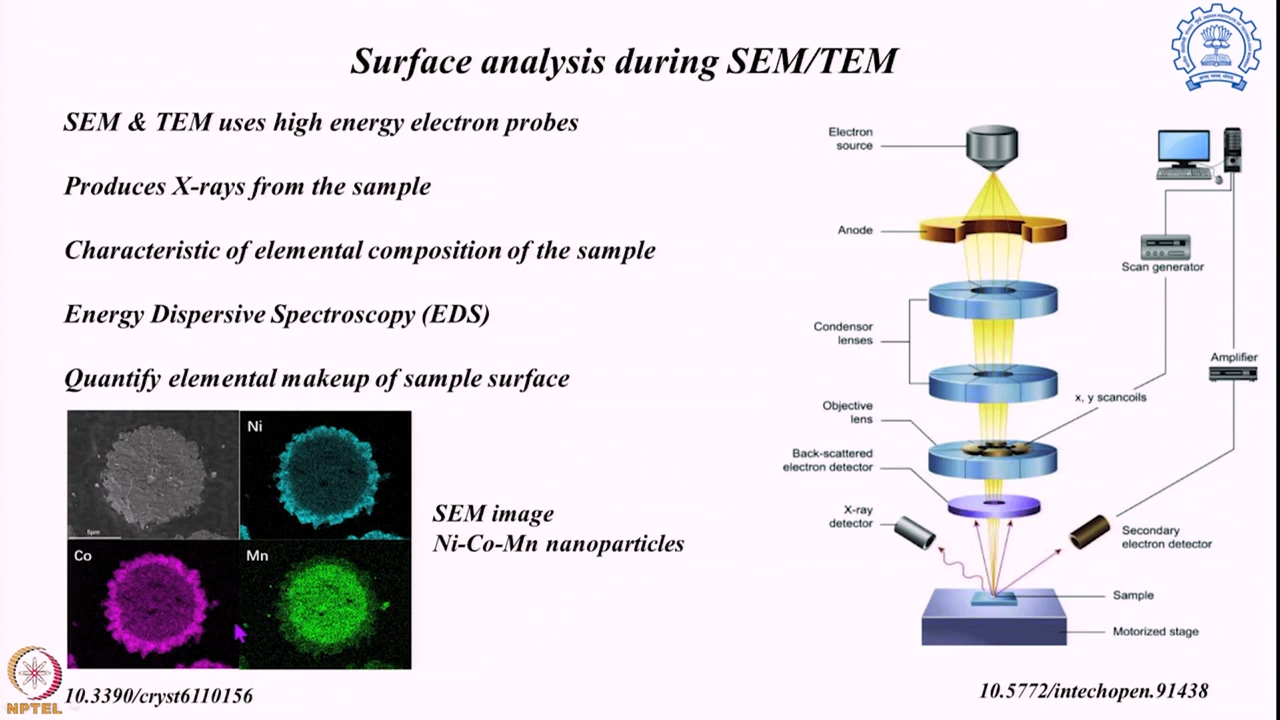 Surface analysis during SEM/TEM
SEM & TEM uses high energy electron probes
Produces X-rays from the sample
Characteristic of elemental composition of the sample
Energy Dispersive Spectroscopy (EDS)
Quantify elemental makeup of sample surface
Ni
5μm
Co
Mn
SEM image
Ni-Co-Mn nanoparticles
10.3390/cryst6110156
NPTEL
Electron
source
Anode
Scan generator
Condensor
lenses
Amplifier
x, y scancoils
Objective
lens
Back-scattered
electron detector
X-ray
detector
Secondary
electron detector
Sample
Motorized stage
10.5772/intechopen.91438